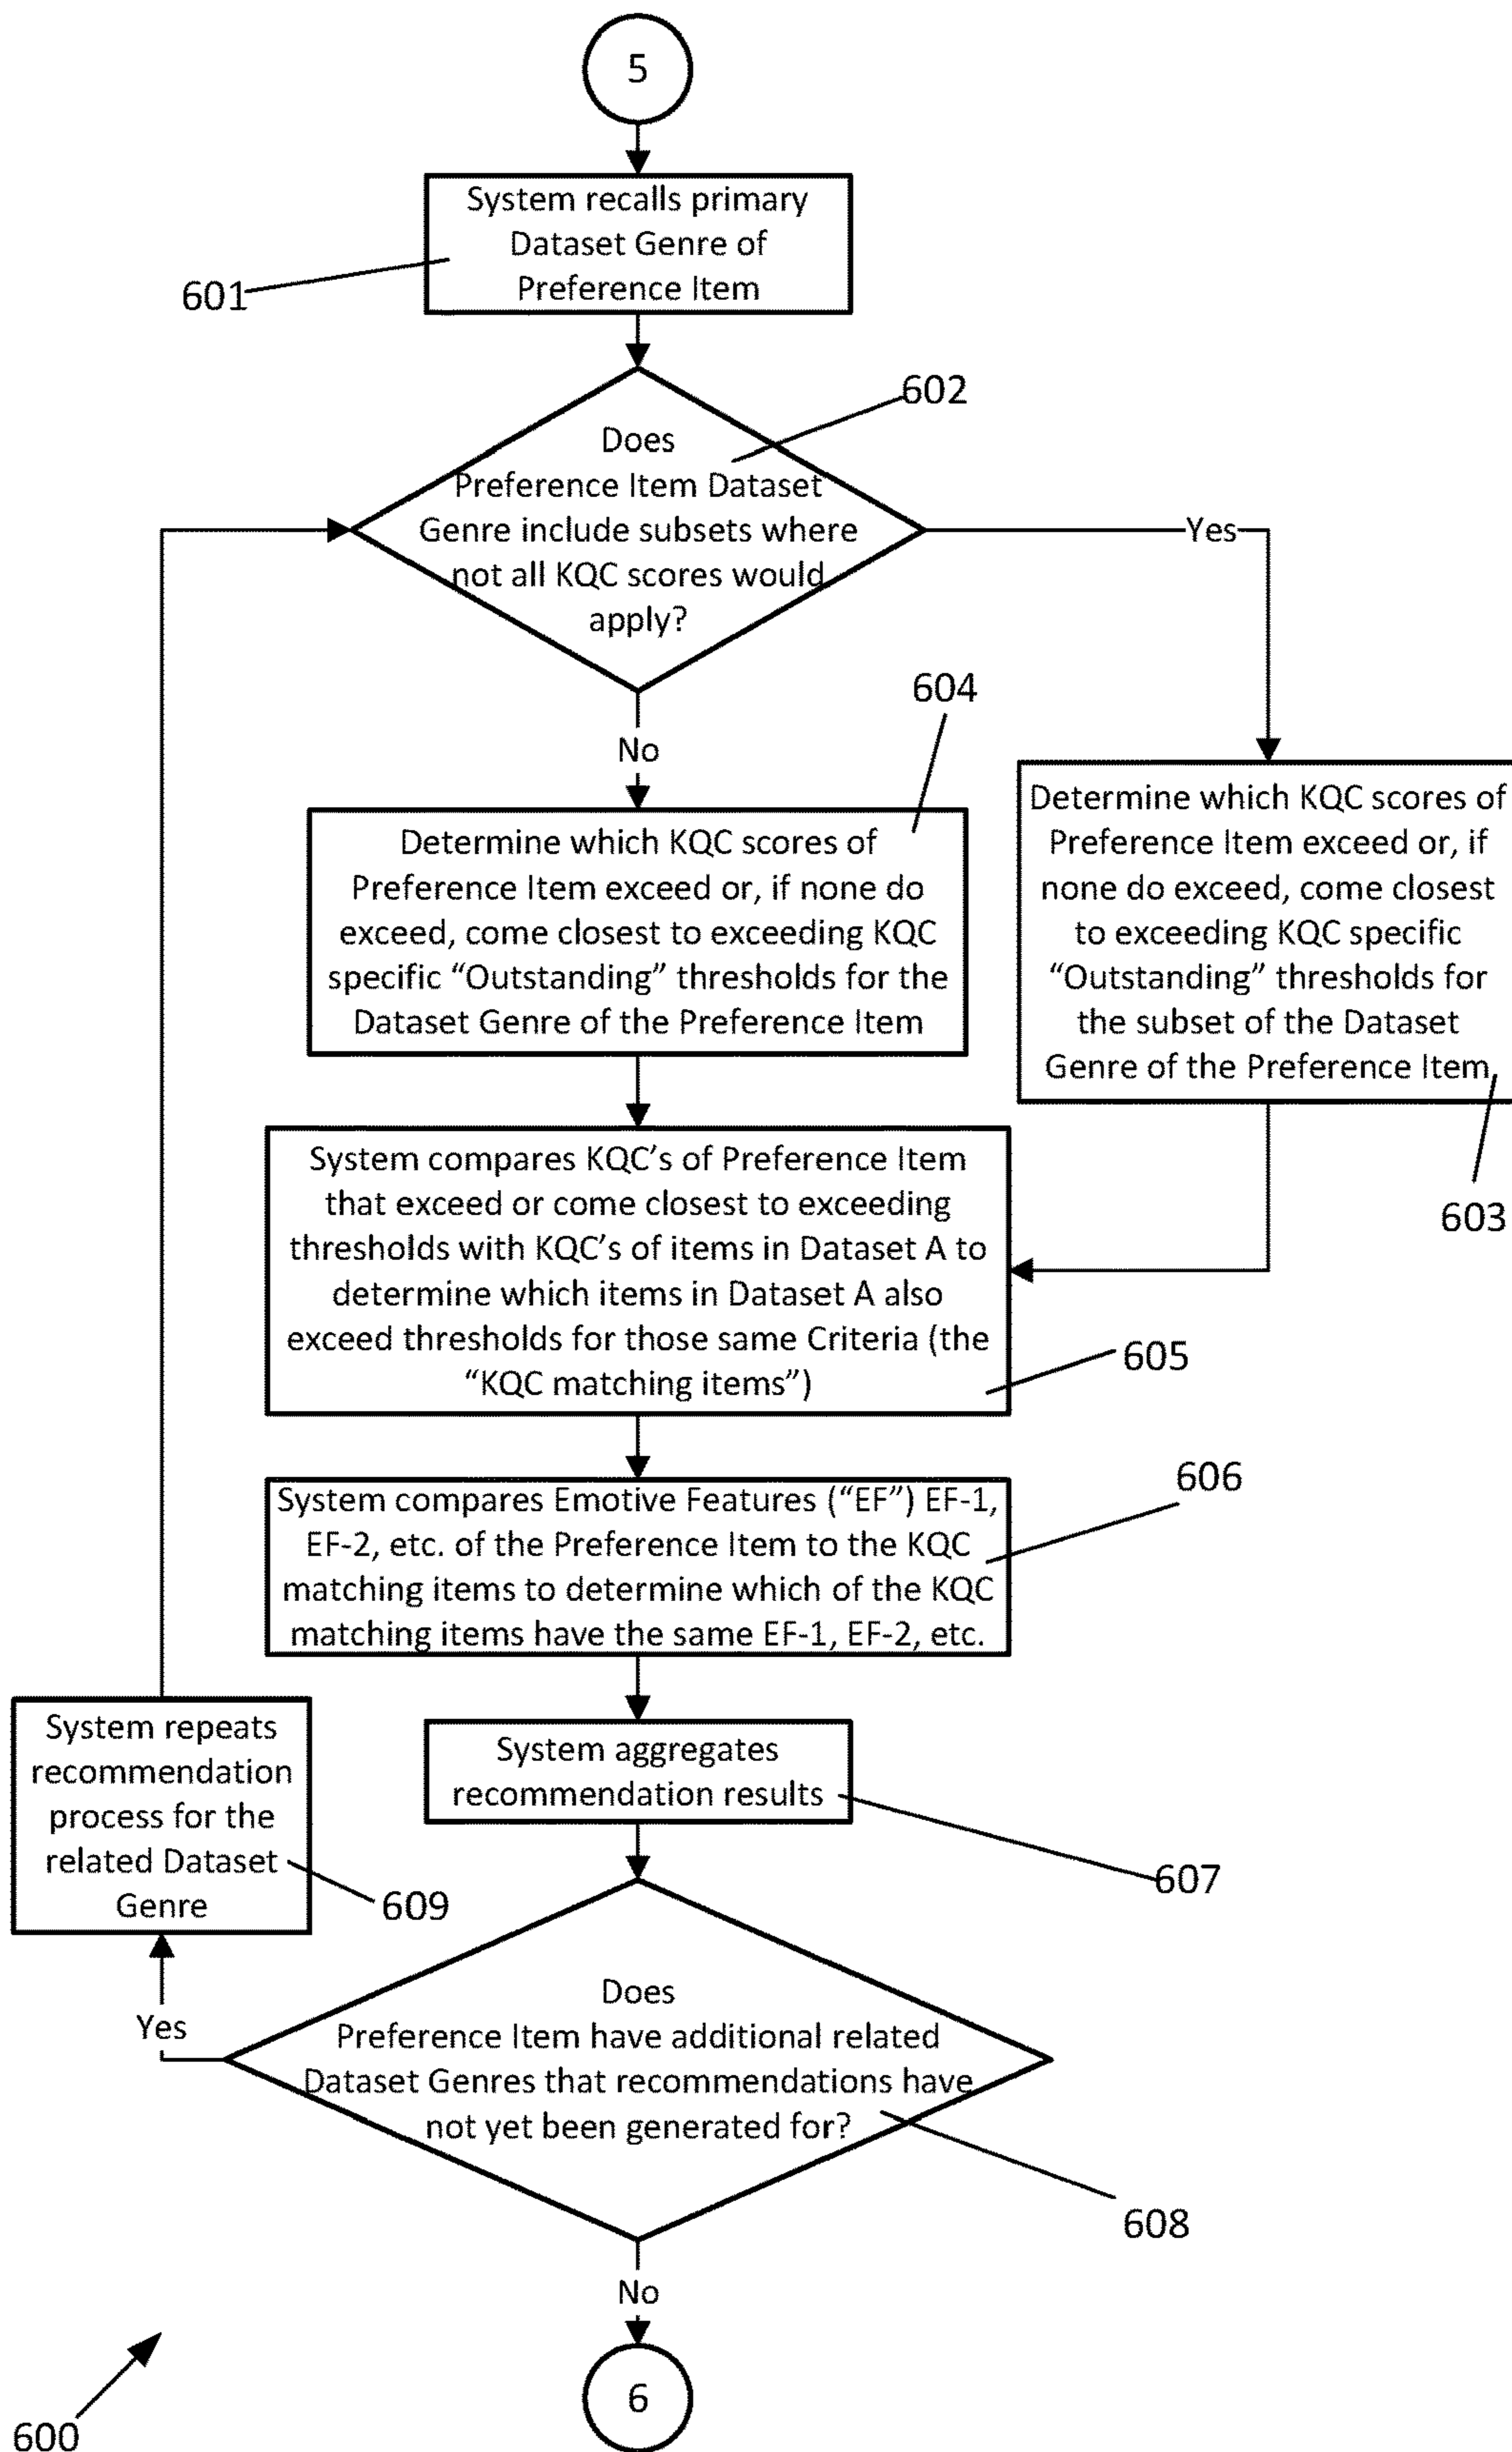 5
System recalls primary
Dataset Genre of
Preference Item
601
602
Does
Preference Item Dataset
Genre include subsets where
not all KQC scores would
apply?
Yes
No
604
Determine which KQC scores of
Preference Item exceed or, if none do
exceed, come closest to exceeding KQC
specific “Outstanding” thresholds for the
Dataset Genre of the Preference Item
Determine which KQC scores of
Preference Item exceed or, if
none do exceed, come closest
to exceeding KQC specific
“Outstanding” thresholds for
the subset of the Dataset
Genre of the Preference Item
603
System compares KQC’s of Preference Item
that exceed or come closest to exceeding
thresholds with KQC’s of items in Dataset A to
determine which items in Dataset A also
exceed thresholds for those same Criteria (the
“KQC matching items”)
605
606
System compares Emotive Features (“EF”) EF-1,
EF-2, etc. of the Preference Item to the KQC
matching items to determine which of the KQC
matching items have the same EF-1, EF-2, etc.
System repeats
recommendation
process for the
related Dataset
Genre
609
System aggregates
recommendation results
607
Does
Preference Item have additional related
Dataset Genres that recommendations have
not yet been generated for?
Yes
608
No
6
600